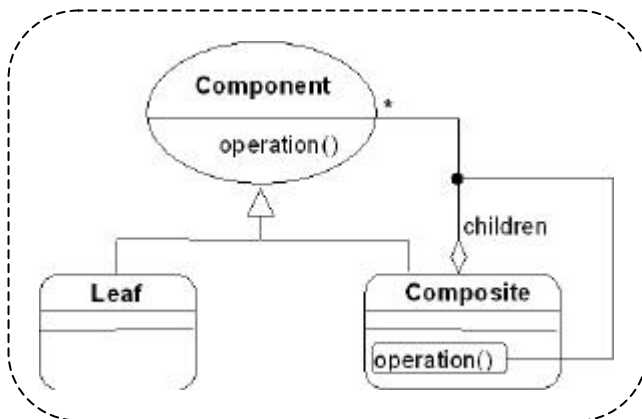 Component
*
operation()
children
Leaf
Composite
operation()